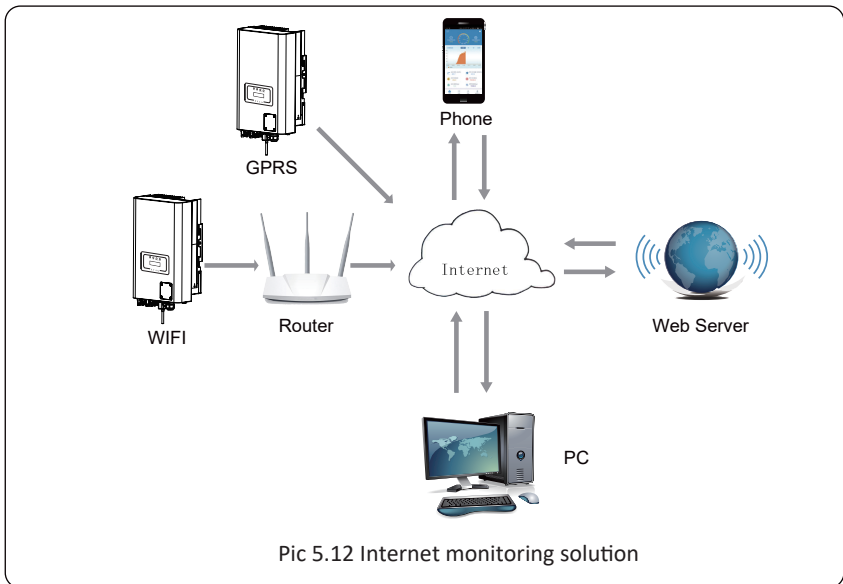 Phone
GPRS
Internet
WIFI
Router
Web Server
PC
Pic 5.12 Internet monitoring solution